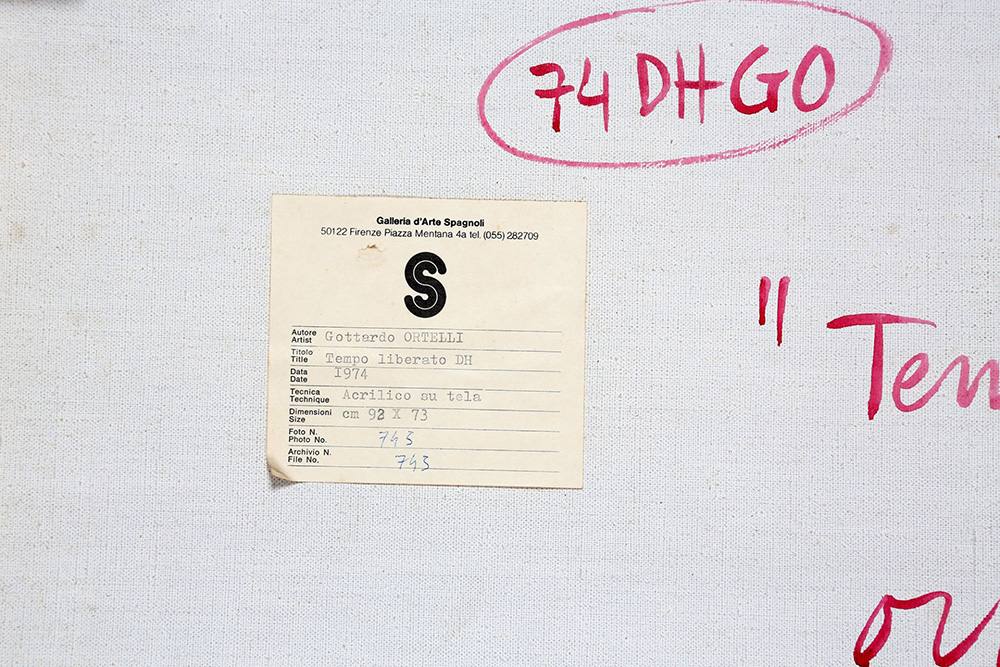 74 DH GO
Galleria d'Arte Spagnoli
50122 Firenze Piazza Mentana 4a tel. (055) 282709
S
Autore
Artist Gottardo ORTELLI
Titolo
Title Tempo liberato DH
Data
Date 1974
Tecnica
Technique Acrilico su tela
Dimensioni
Size cm 92 X 73
Foto N.
Photo No. 743
Archivio N.
File No. 743
" Tem
or